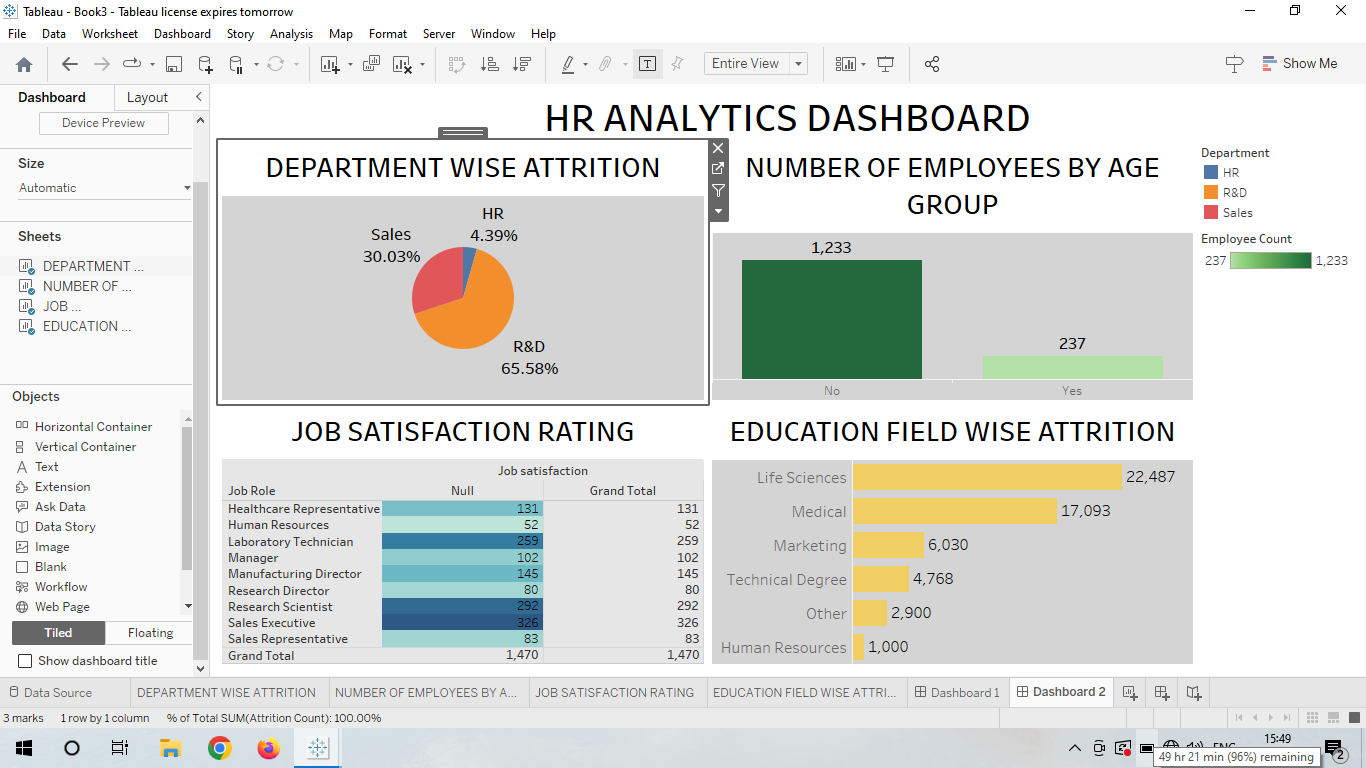 Tableau - Book3 - Tableau license expires tomorrow
File Data Worksheet Dashboard Story Analysis Map Format Server Window Help
Entire View
Show Me
Dashboard Layout
Device Preview
Size
Automatic
Sheets
DEPARTMENT ...
NUMBER OF ...
JOB ...
EDUCATION ...
Objects
Horizontal Container
Vertical Container
Text
Extension
Ask Data
Data Story
Image
Blank
Workflow
Web Page
Tiled Floating
Show dashboard title
HR ANALYTICS DASHBOARD
DEPARTMENT WISE ATTRITION
HR
4.39%
Sales
30.03%
R&D
65.58%
NUMBER OF EMPLOYEES BY AGE
GROUP
1,233
237
No Yes
Department
HR
R&D
Sales
Employee Count
237 1,233
JOB SATISFACTION RATING
Job satisfaction
Job Role Null Grand Total
Healthcare Representative 131 131
Human Resources 52 52
Laboratory Technician 259 259
Manager 102 102
Manufacturing Director 145 145
Research Director 80 80
Research Scientist 292 292
Sales Executive 326 326
Sales Representative 83 83
Grand Total 1,470 1,470
EDUCATION FIELD WISE ATTRITION
Life Sciences 22,487
Medical 17,093
Marketing 6,030
Technical Degree 4,768
Other 2,900
Human Resources 1,000
Data Source DEPARTMENT WISE ATTRITION NUMBER OF EMPLOYEES BY A... JOB SATISFACTION RATING EDUCATION FIELD WISE ATTRI... Dashboard 1 Dashboard 2
3 marks 1 row by 1 column % of Total SUM(Attrition Count): 100.00%
15:49
49 hr 21 min (96%) remaining
2